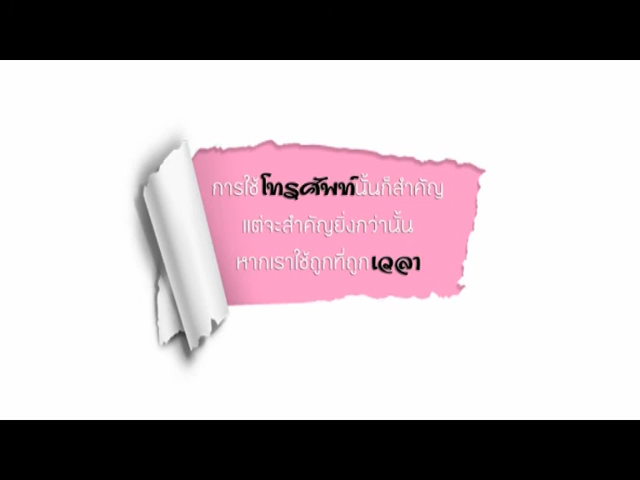 การใช้โทรศัพท์นั้นก็สำคัญ
แต่จะสำคัญยิ่งกว่านั้น
หากเราใช้ถูกที่ถูกเวลา